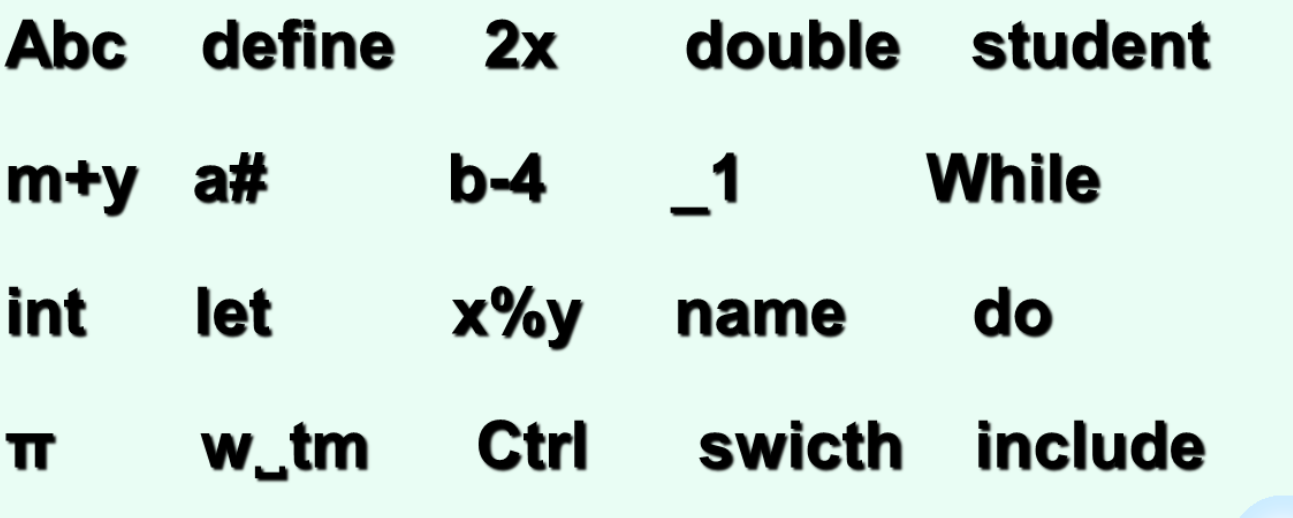 Abc define 2x double student
m+y a# b-4 _1 While
int let x%y name do
π w␣tm Ctrl swicth include